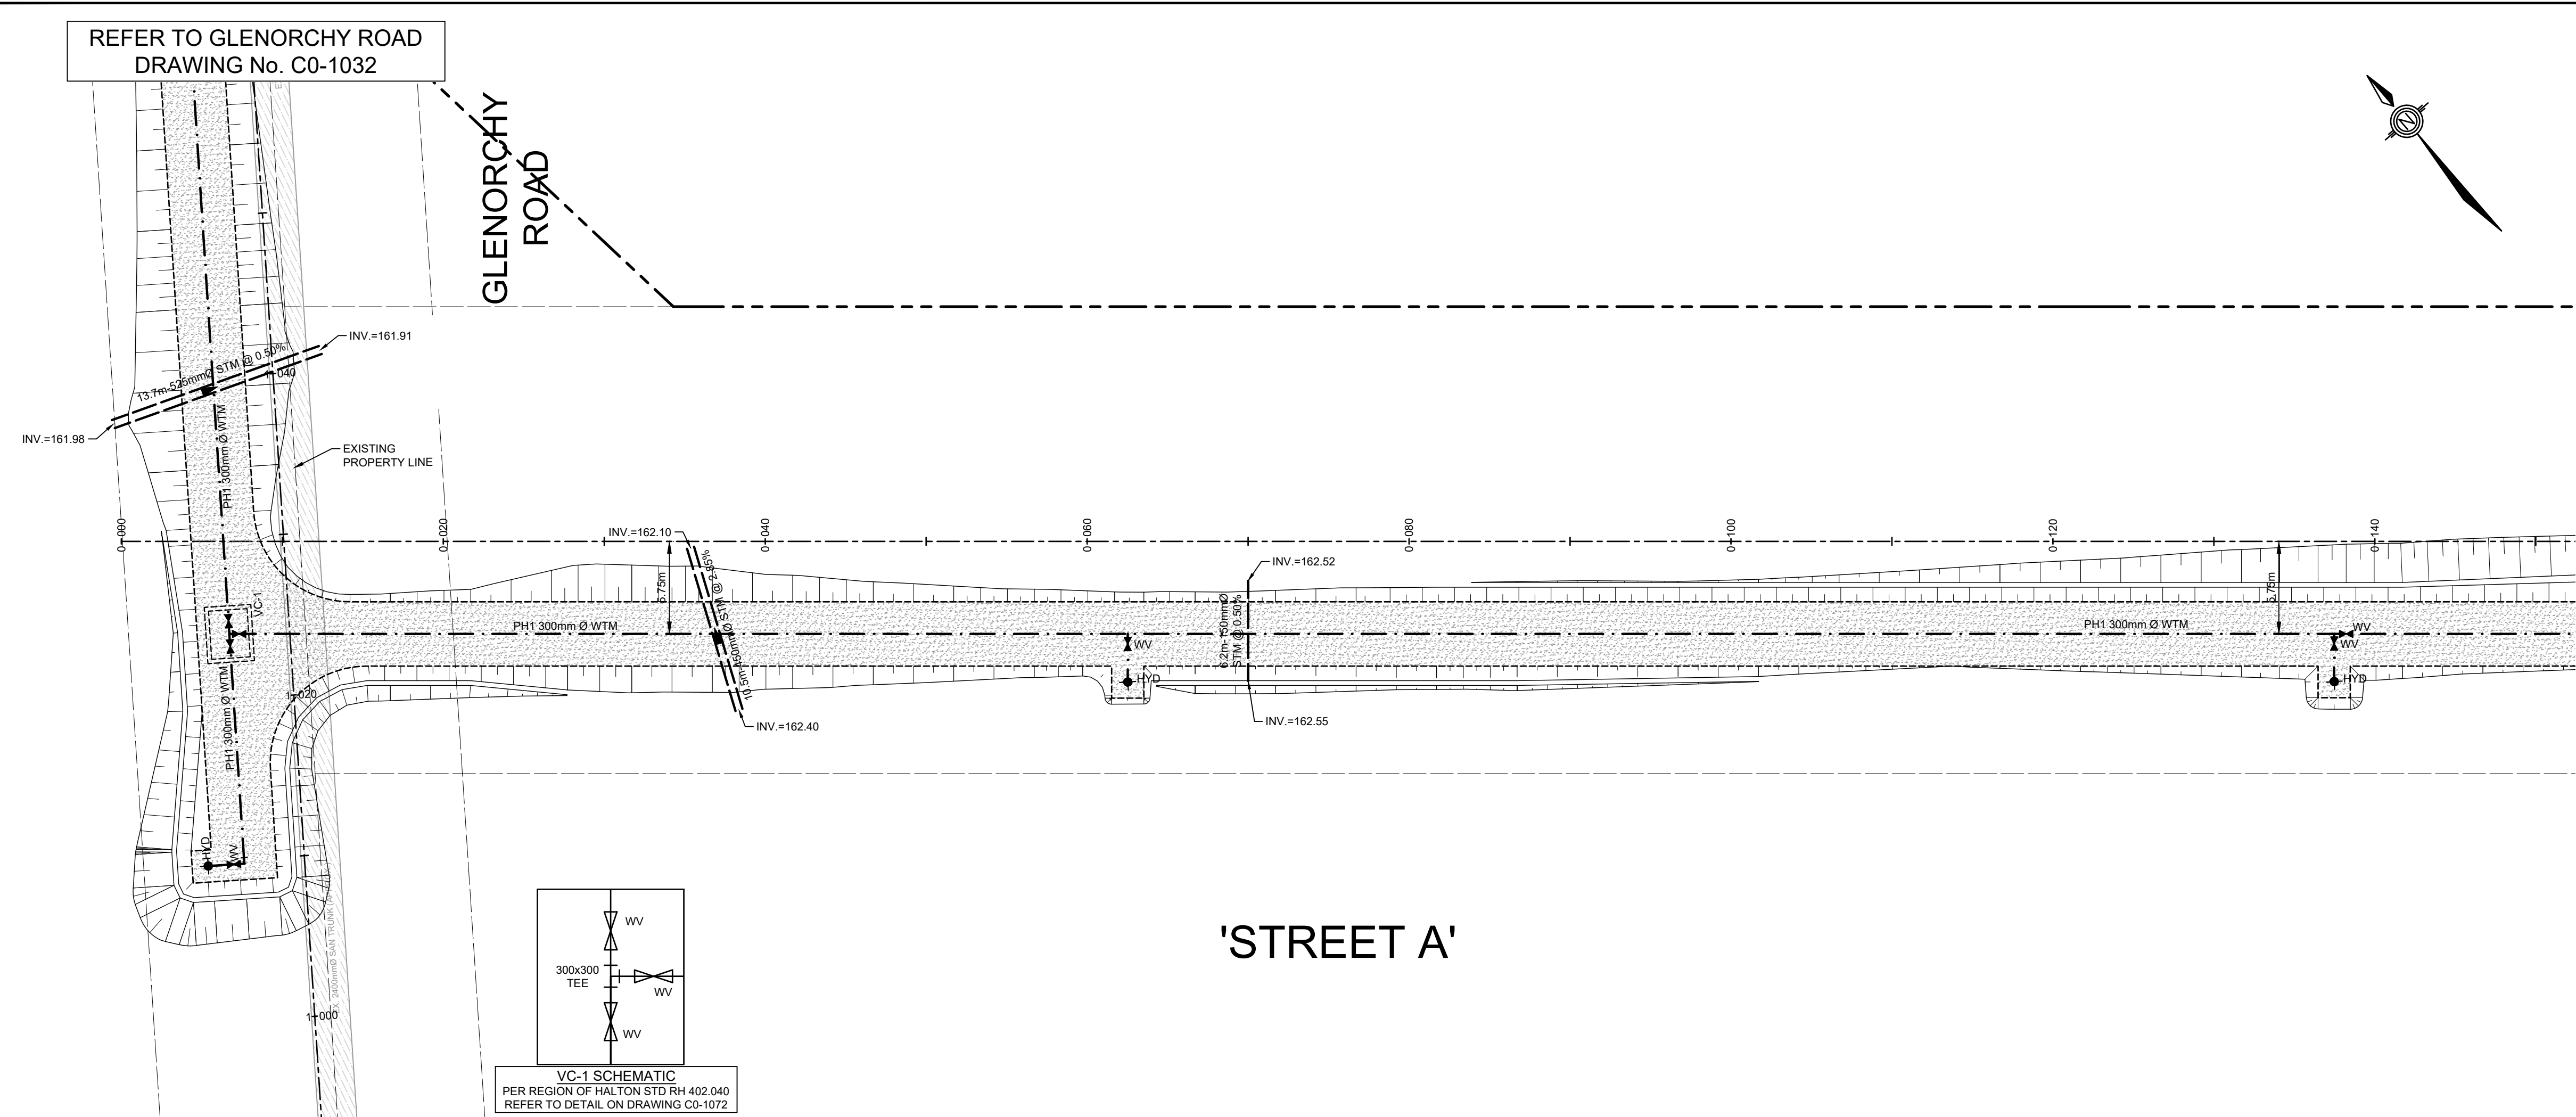 REFER TO GLENORCHY ROAD
DRAWING No. C0-1032
GLENORCHY
ROAD
N
INV.=161.91
13.7m-525mmØ STM @ 0.50%
1+040
INV.=161.98
PH1 300mm Ø WTM
EXISTING
PROPERTY LINE
0+000
0+020
0+040
0+060
0+080
0+100
0+120
0+140
INV.=162.10
5.75m
10.5m-450mmØ STM @ 2.85%
INV.=162.40
INV.=162.52
6.2m-150mmØ
STM @ 0.50%
INV.=162.55
5.75m
VC-1
PH1 300mm Ø WTM
PH1 300mm Ø WTM
WV
WV
WV
HYD
HYD
1+020
PH1 300mm Ø WTM
HYD
WV
2400mmØ SAN TRUNK
1+000
'STREET A'
WV
300x300
TEE
WV
WV
VC-1 SCHEMATIC
PER REGION OF HALTON STD RH 402.040
REFER TO DETAIL ON DRAWING C0-1072